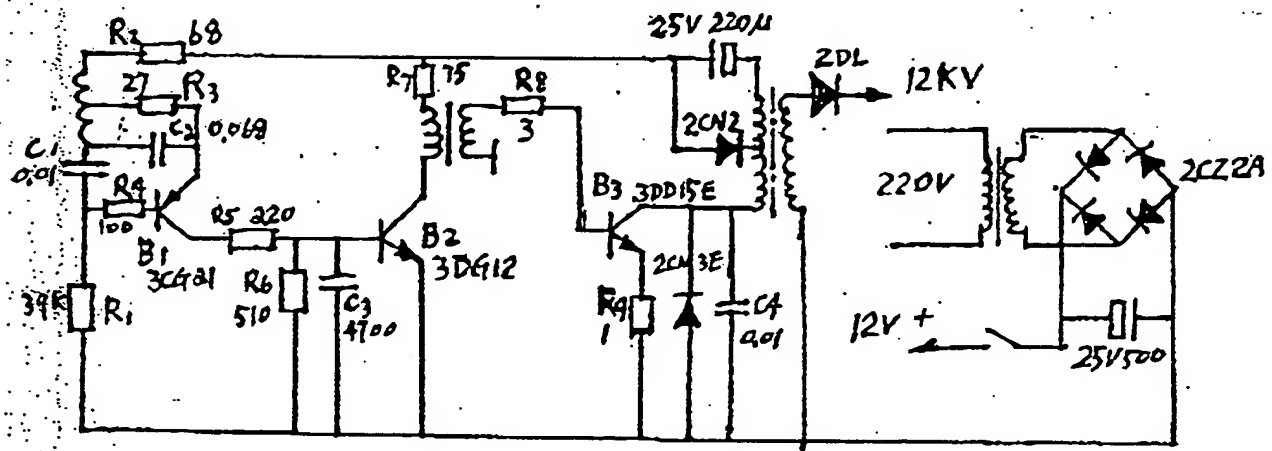 R2 68
25V 220μ
2DL
12KV
27 R3
R7 75
R8
3
C2 0.068
C1
0.01
2CN2
R4
100
B1
3CG21
R5 220
B2
3DG12
B3 3DD15E
220V
2CZ2A
39K R1
R6
510
C3
4700
2CN3E
R9
1
C4
0.01
12V +
25V500